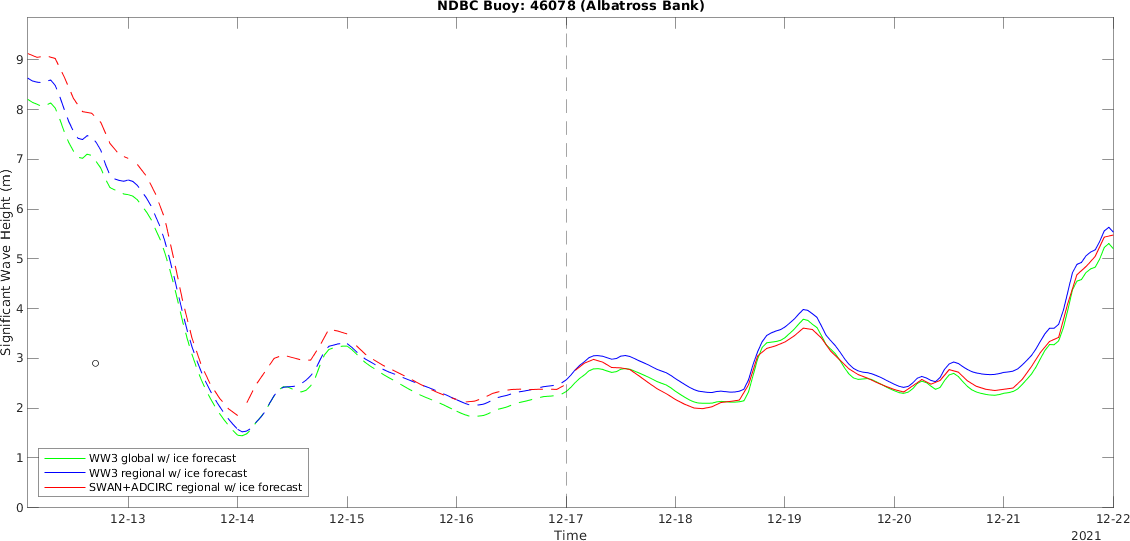 NDBC Buoy: 46078 (Albatross Bank)
Significant Wave Height (m)
9
8
7
6
5
4
3
2
1
0
WW3 global w/ ice forecast
WW3 regional w/ ice forecast
SWAN+ADCIRC regional w/ ice forecast
12-13 12-14 12-15 12-16 12-17 12-18 12-19 12-20 12-21 12-22
Time
2021